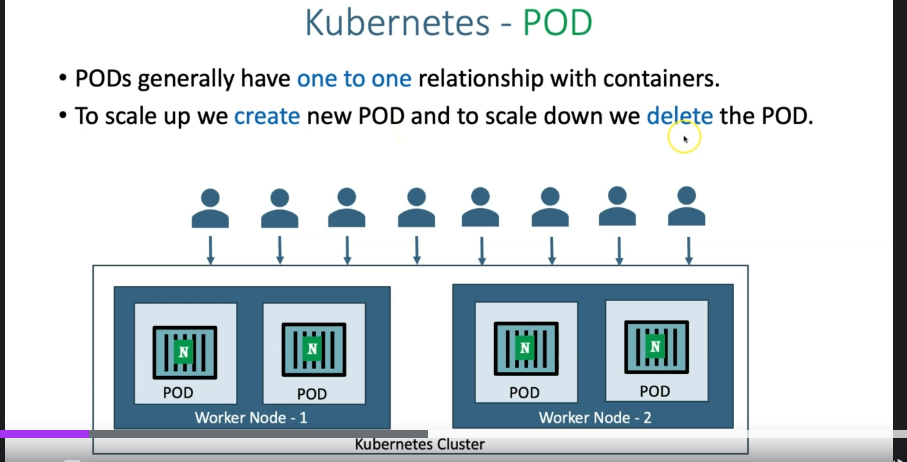 Kubernetes - POD
• PODs generally have one to one relationship with containers.
• To scale up we create new POD and to scale down we delete the POD.
N N N N
POD POD POD POD
Worker Node - 1 Worker Node - 2
Kubernetes Cluster